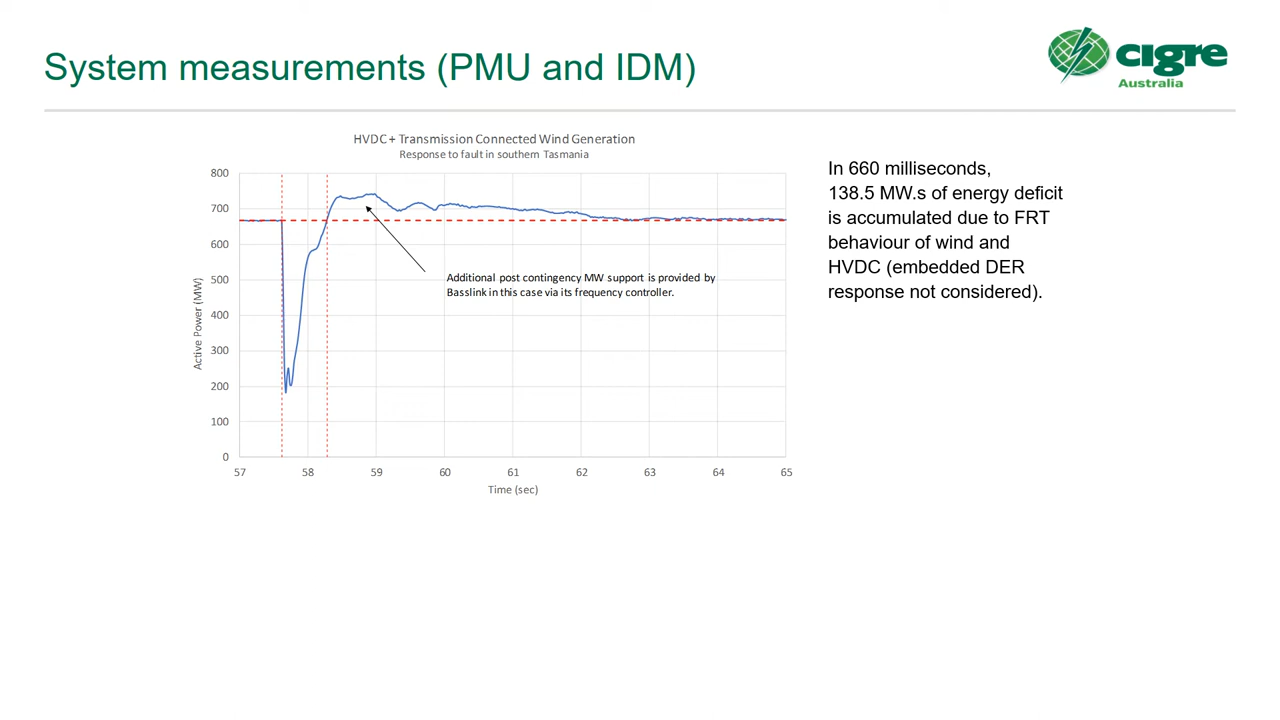 System measurements (PMU and IDM)
cigre
Australia
HVDC + Transmission Connected Wind Generation
Response to fault in southern Tasmania
800
700
600
500
400
300
200
100
0
Active Power (MW)
57
58
59
60
61
62
63
64
65
Time (sec)
Additional post contingency MW support is provided by
Basslink in this case via its frequency controller.
In 660 milliseconds,
138.5 MW.s of energy deficit
is accumulated due to FRT
behaviour of wind and
HVDC (embedded DER
response not considered).